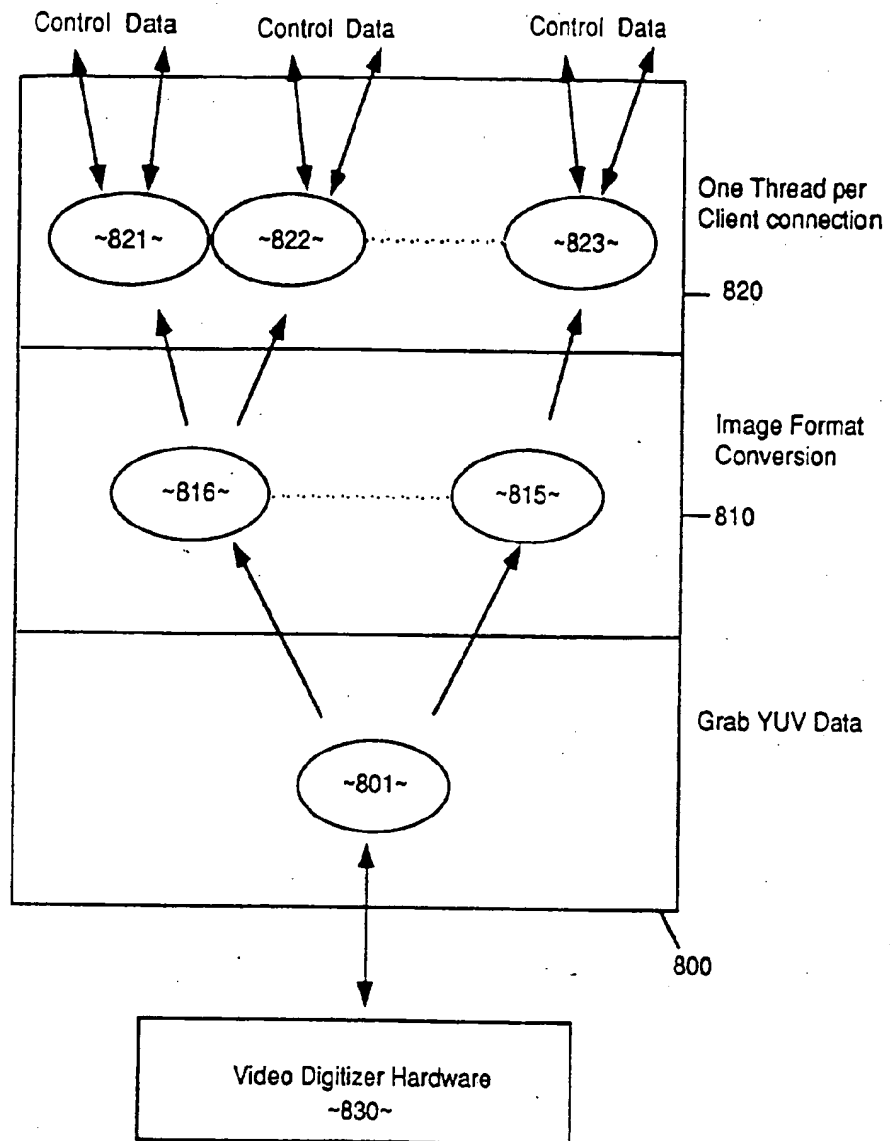 Control Data Control Data Control Data
One Thread per
Client connection
~821~ ~822~ ~823~
820
Image Format
Conversion
~816~ ~815~
810
Grab YUV Data
~801~
800
Video Digitizer Hardware
~830~